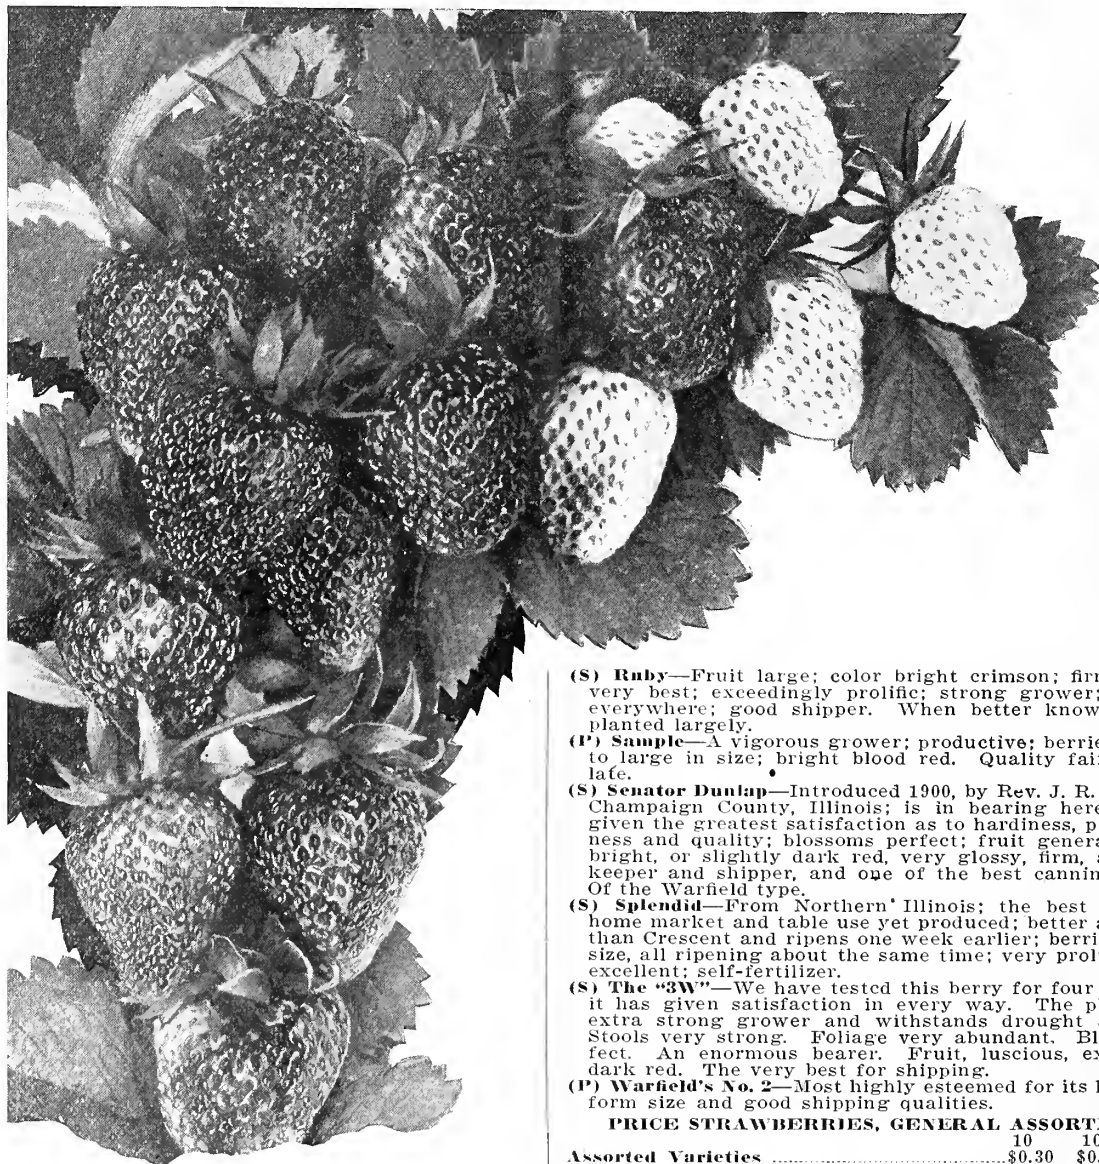 (S) Ruby—Fruit large; color bright crimson; fir
very best; exceedingly prolific; strong grower;
everywhere; good shipper. When better know
planted largely.
(P) Sample—A vigorous grower; productive; berrie
to large in size; bright blood red. Quality fai
late.
(S) Senator Dunlap—Introduced 1900, by Rev. J. R.
Champaign County, Illinois; is in bearing here
given the greatest satisfaction as to hardiness, p
ness and quality; blossoms perfect; fruit genera
bright, or slightly dark red, very glossy, firm, a
keeper and shipper, and one of the best cannin
Of the Warfield type.
(S) Splendid—From Northern Illinois; the best
home market and table use yet produced; better a
than Crescent and ripens one week earlier; berri
size, all ripening about the same time; very prol
excellent; self-fertilizer.
(S) The "3W"—We have tested this berry for four
it has given satisfaction in every way. The p
extra strong grower and withstands drought
Stools very strong. Foliage very abundant. Bl
fect. An enormous bearer. Fruit, luscious, ex
dark red. The very best for shipping.
(P) Warfield's No. 2—Most highly esteemed for its
form size and good shipping qualities.
PRICE STRAWBERRIES, GENERAL ASSORT
10 10
Assorted Varieties $0.30 $0.